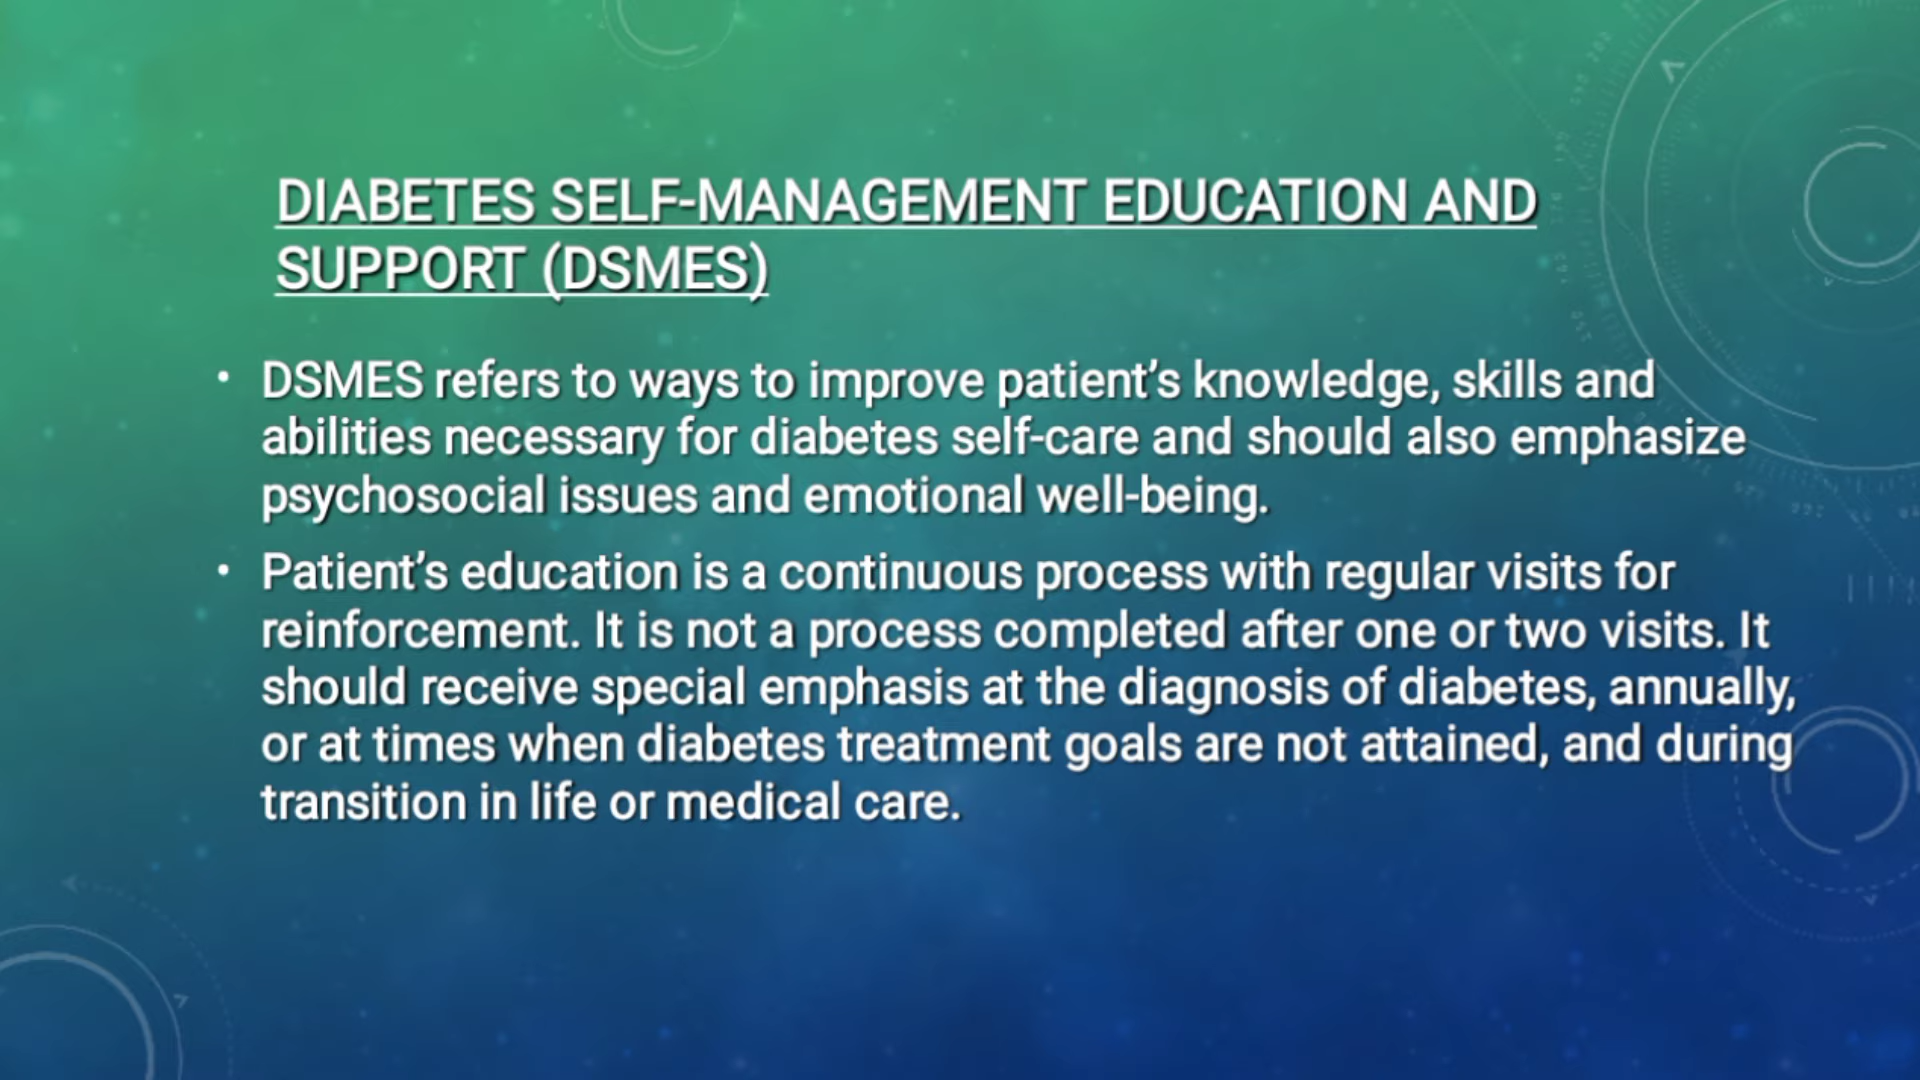 DIABETES SELF-MANAGEMENT EDUCATION AND
SUPPORT (DSMES)
• DSMES refers to ways to improve patient’s knowledge, skills and
abilities necessary for diabetes self-care and should also emphasize
psychosocial issues and emotional well-being.
• Patient’s education is a continuous process with regular visits for
reinforcement. It is not a process completed after one or two visits. It
should receive special emphasis at the diagnosis of diabetes, annually,
or at times when diabetes treatment goals are not attained, and during
transition in life or medical care.